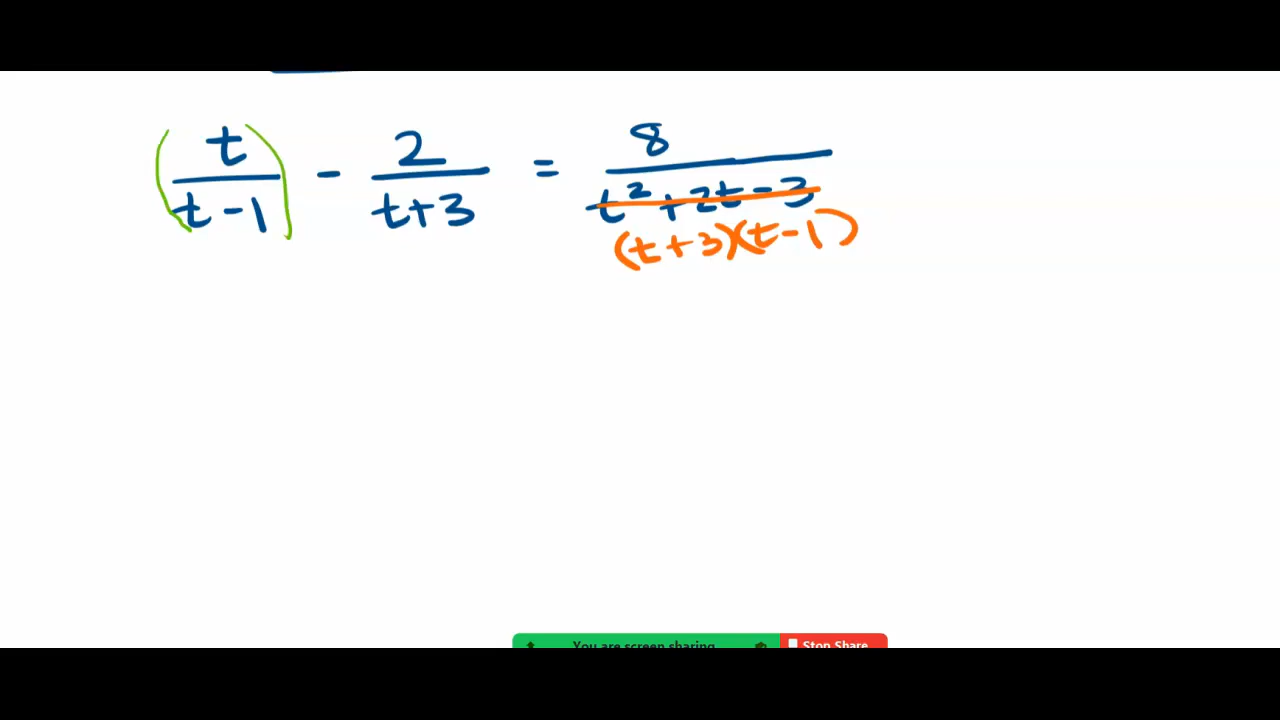 (t/(t-1)) - 2/(t+3) = 8/(t²+2t-3)
(t+3)(t-1)
You are screen sharing Stop Share